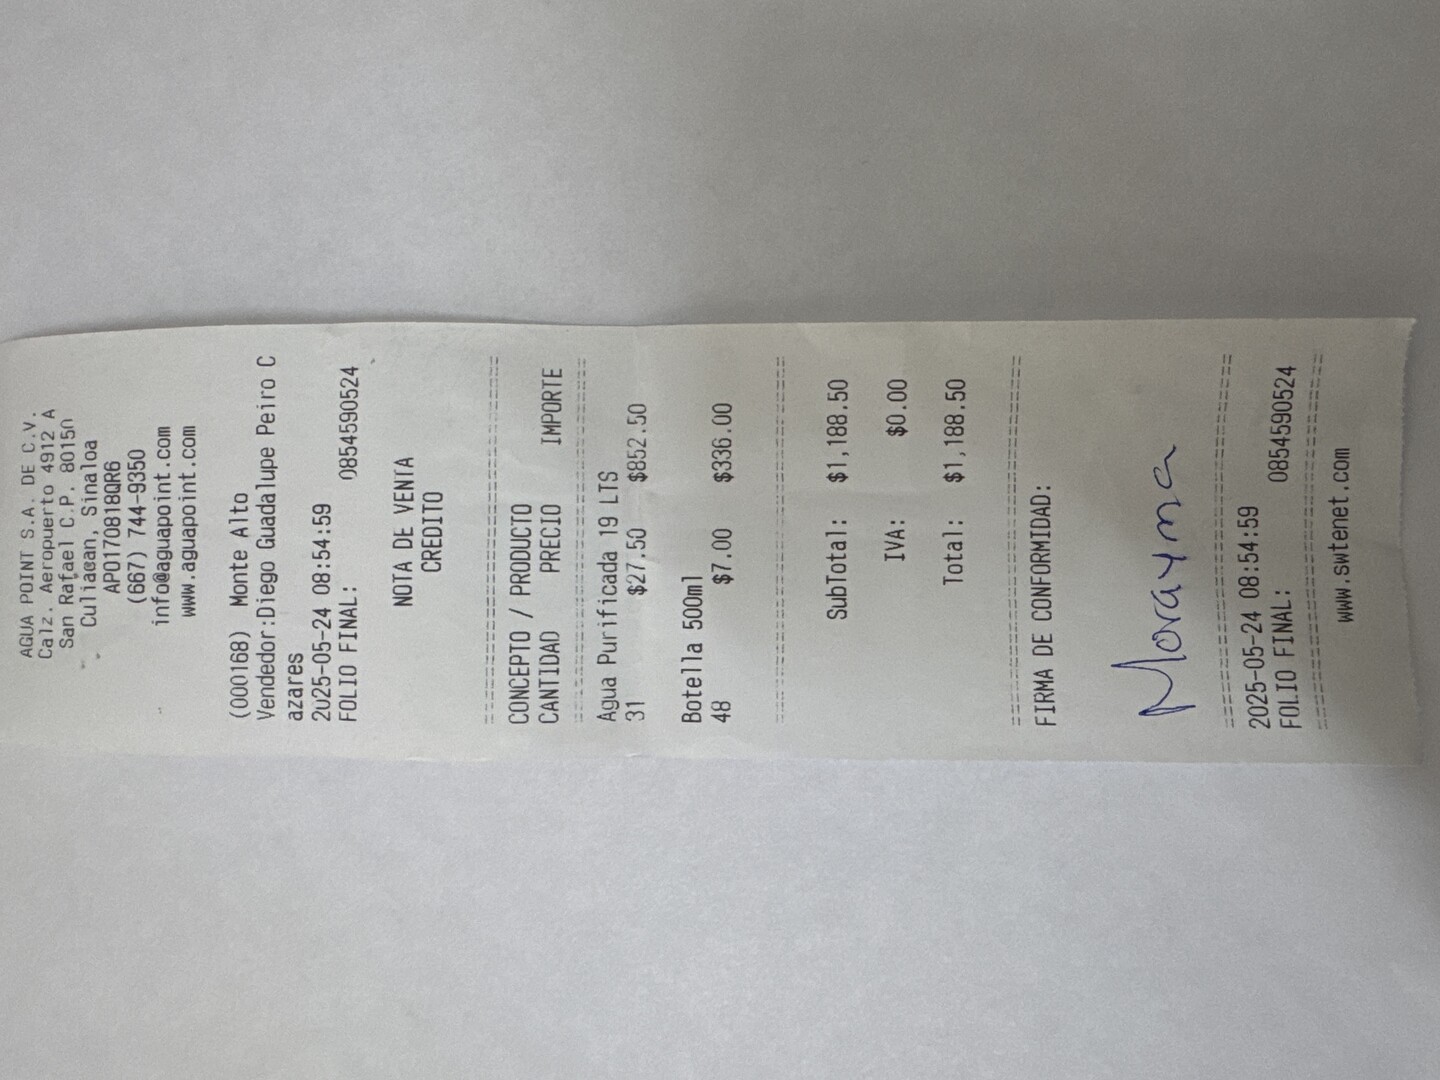 AGUA POINT S.A. DE C.V.
Calz. Aeropuerto 4912 A
San Rafael C.P. 80150
Culiacan, Sinaloa
APO170818QR6
(667) 744-9350
info@aguapoint.com
www.aguapoint.com
(000168) Monte Alto
Vendedor:Diego Guadalupe Peiro C
azares
2025-05-24 08:54:59
FOLIO FINAL: 0854590524
NOTA DE VENTA
CREDITO
================================
CONCEPTO / PRODUCTO
CANTIDAD PRECIO IMPORTE
================================
Agua Purificada 19 LTS
31 $27.50 $852.50
Botella 500ml
48 $7.00 $336.00
================================
SubTotal: $1,188.50
IVA: $0.00
Total: $1,188.50
================================
FIRMA DE CONFORMIDAD:
Morayma
================================
2025-05-24 08:54:59
FOLIO FINAL: 0854590524
================================
www.swtenet.com